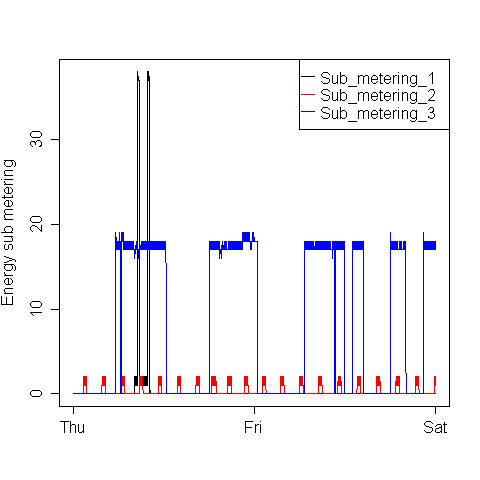 Sub_metering_1
Sub_metering_2
Sub_metering_3
Energy sub metering
30
20
10
0
Thu
Fri
Sat